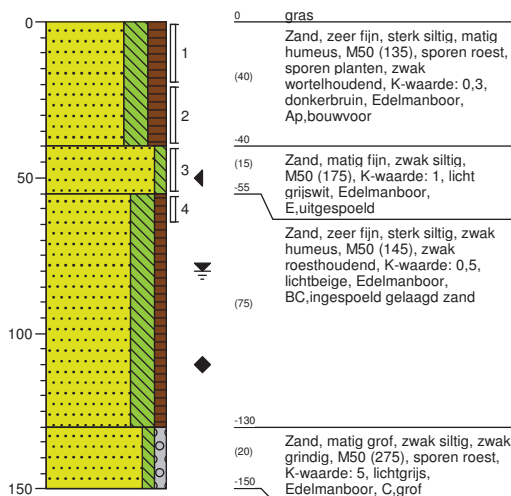 0
50
100
150
1
2
3
4
0 gras
Zand, zeer fijn, sterk siltig, matig
humeus, M50 (135), sporen roest,
sporen planten, zwak
(40)
wortelhoudend, K-waarde: 0,3,
donkerbruin, Edelmanboor,
Ap,bouwvoor
-40
(15)
Zand, matig fijn, zwak siltig,
M50 (175), K-waarde: 1, licht
grijswit, Edelmanboor,
E,uitgespoeld
-55
Zand, zeer fijn, sterk siltig, zwak
humeus, M50 (145), zwak
roesthoudend, K-waarde: 0,5,
lichtbeige, Edelmanboor,
BC,ingespoeld gelaagd zand
(75)
-130
Zand, matig grof, zwak siltig, zwak
(20)
grindig, M50 (275), sporen roest,
K-waarde: 5, lichtgrijs,
Edelmanboor, C,grof
-150